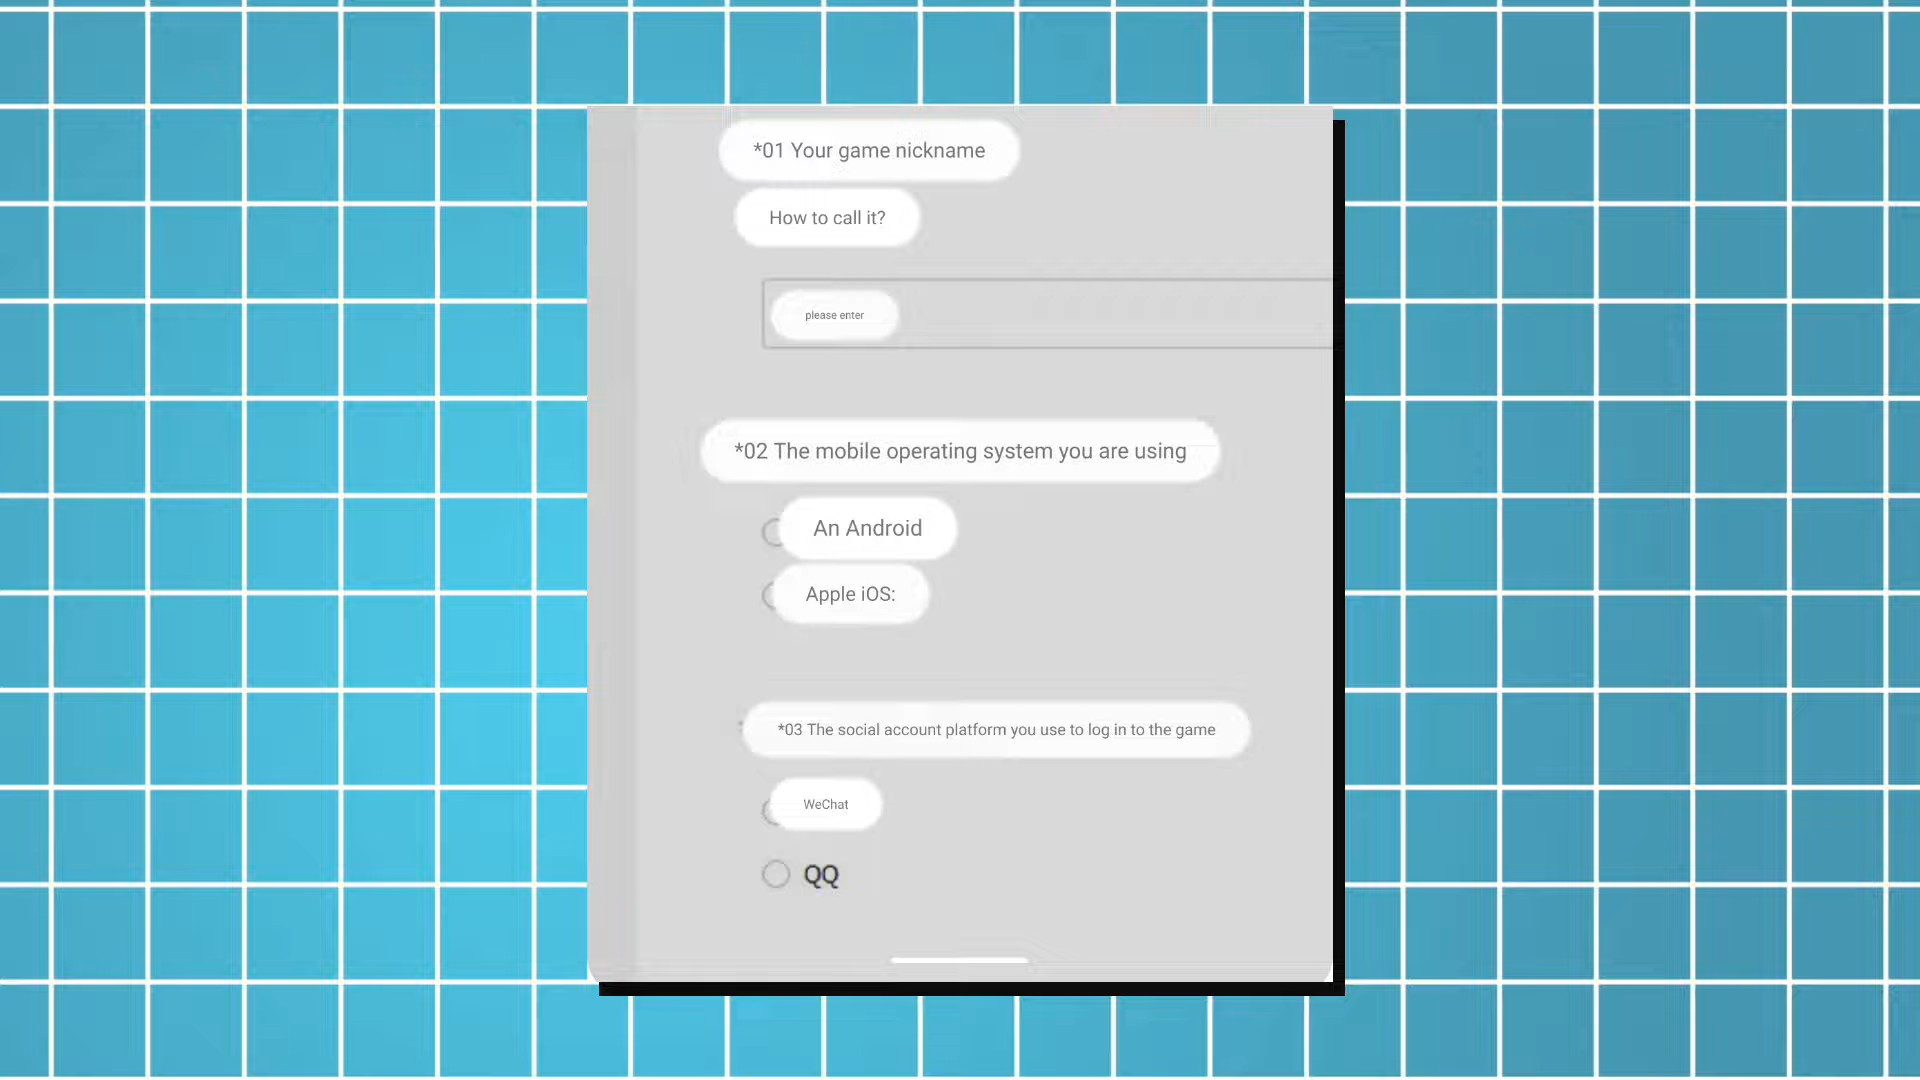 *01 Your game nickname
How to call it?
please enter
*02 The mobile operating system you are using
An Android
Apple iOS:
*03 The social account platform you use to log in to the game
WeChat
QQ